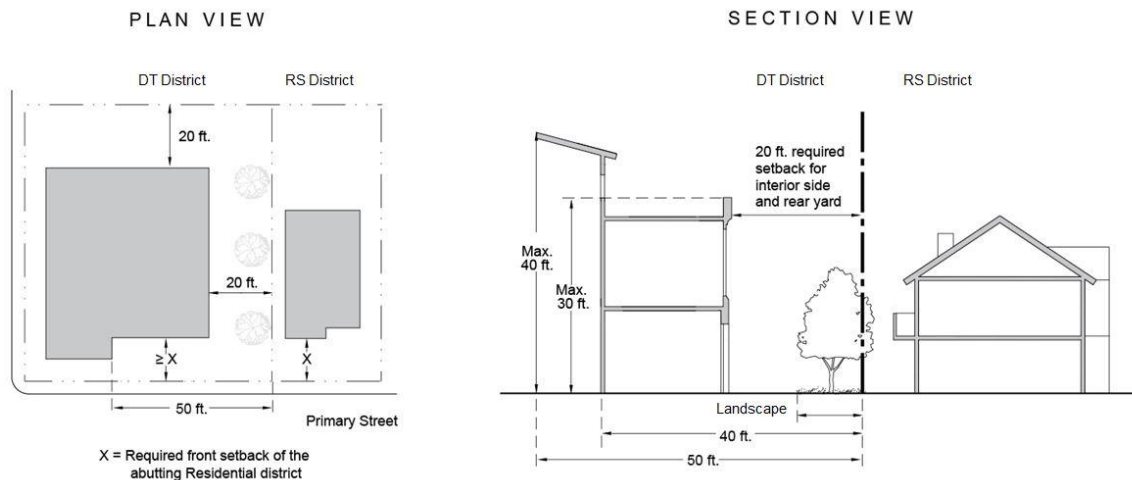 PLAN VIEW
DT District
RS District
20 ft.
20 ft.
≥ X
X
50 ft.
Primary Street
X = Required front setback of the
abutting Residential district
SECTION VIEW
DT District
RS District
20 ft. required
setback for
interior side
and rear yard
Max.
40 ft.
Max.
30 ft.
Landscape
40 ft.
50 ft.